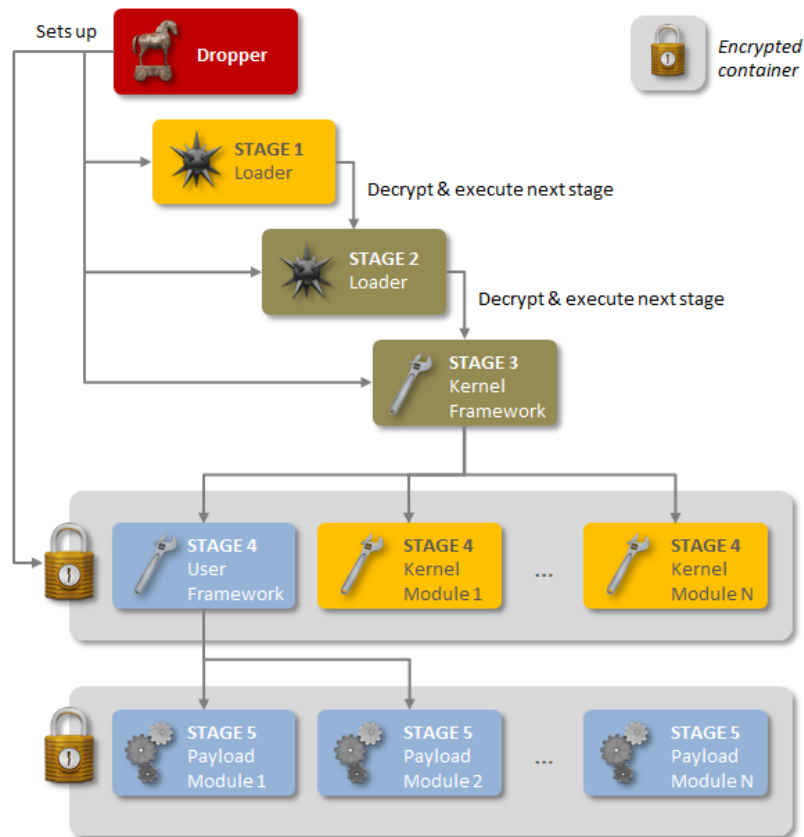 Sets up
Dropper
Encrypted
container
STAGE 1
Loader
Decrypt & execute next stage
STAGE 2
Loader
Decrypt & execute next stage
STAGE 3
Kernel
Framework
STAGE 4
User
Framework
STAGE 4
Kernel
Module 1
...
STAGE 4
Kernel
Module N
STAGE 5
Payload
Module 1
STAGE 5
Payload
Module 2
...
STAGE 5
Payload
Module N